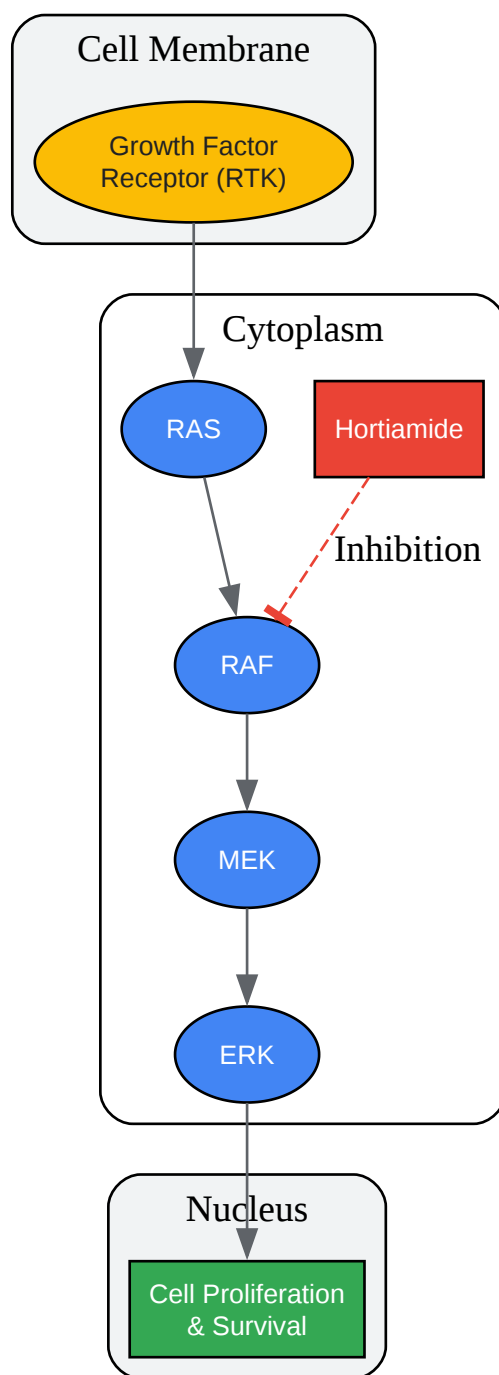 Cell Membrane
Growth Factor
Receptor (RTK)
Cytoplasm
RAS
Hortiamide
Inhibition
RAF
MEK
ERK
Nucleus
Cell Proliferation
& Survival